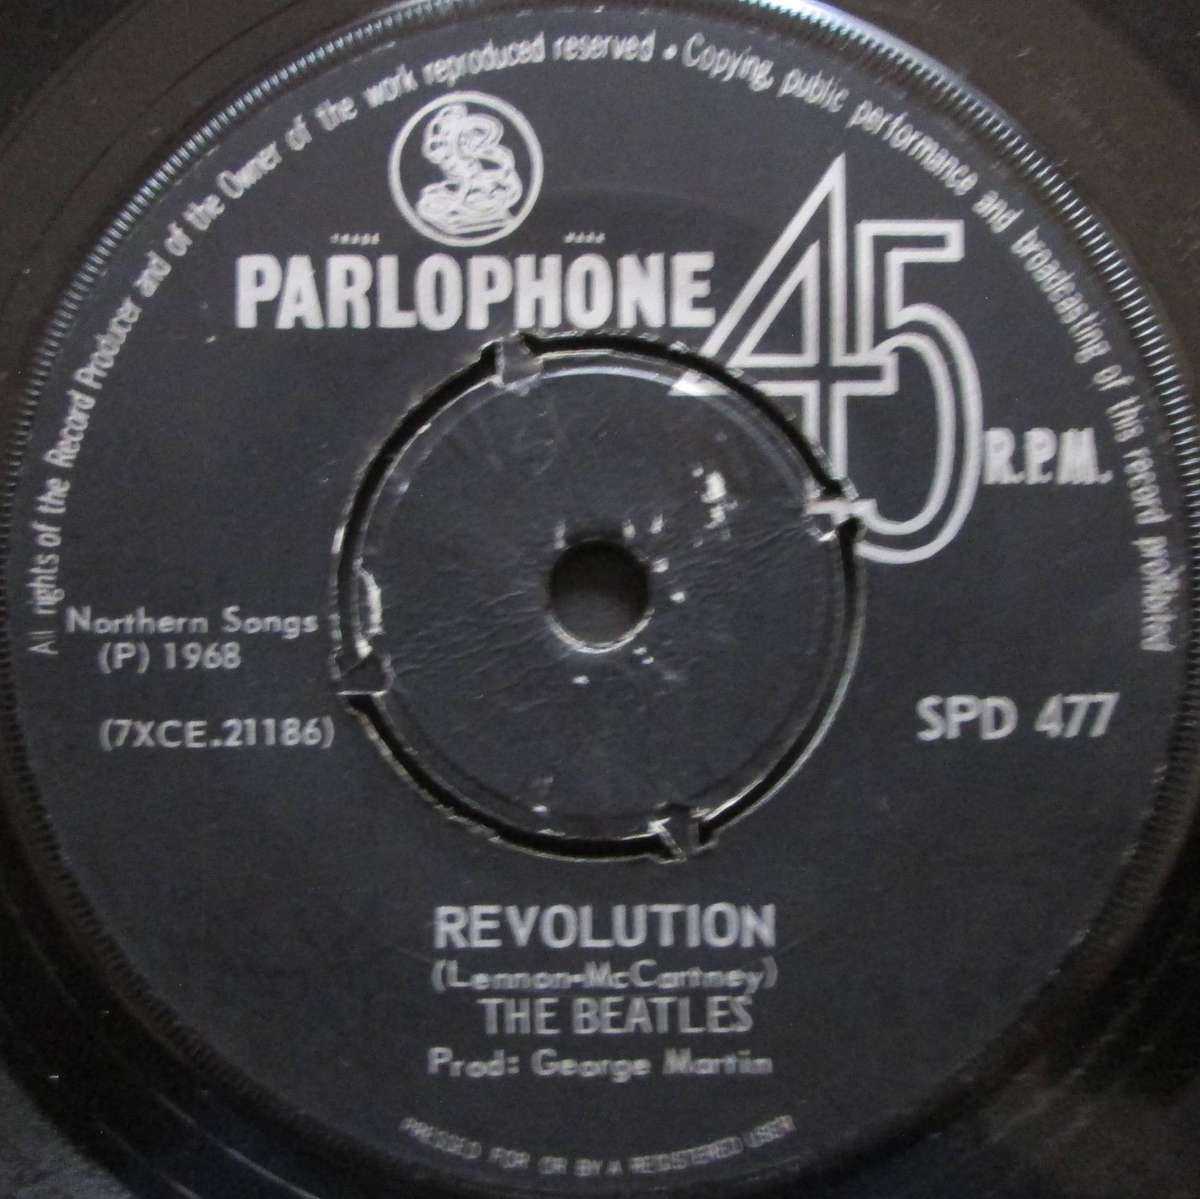 All rights of the Record Producer and of the Owner of the work reproduced reserved • Copying, public performance and broadcasting of this record prohibited
TRADE MARK
PARLOPHONE
45
R.P.M.
Northern Songs
(P) 1968
(7XCE.21186)
SPD 477
REVOLUTION
(Lennon-McCartney)
THE BEATLES
Prod: George Martin
PRESSED FOR OR BY A REGISTERED USER